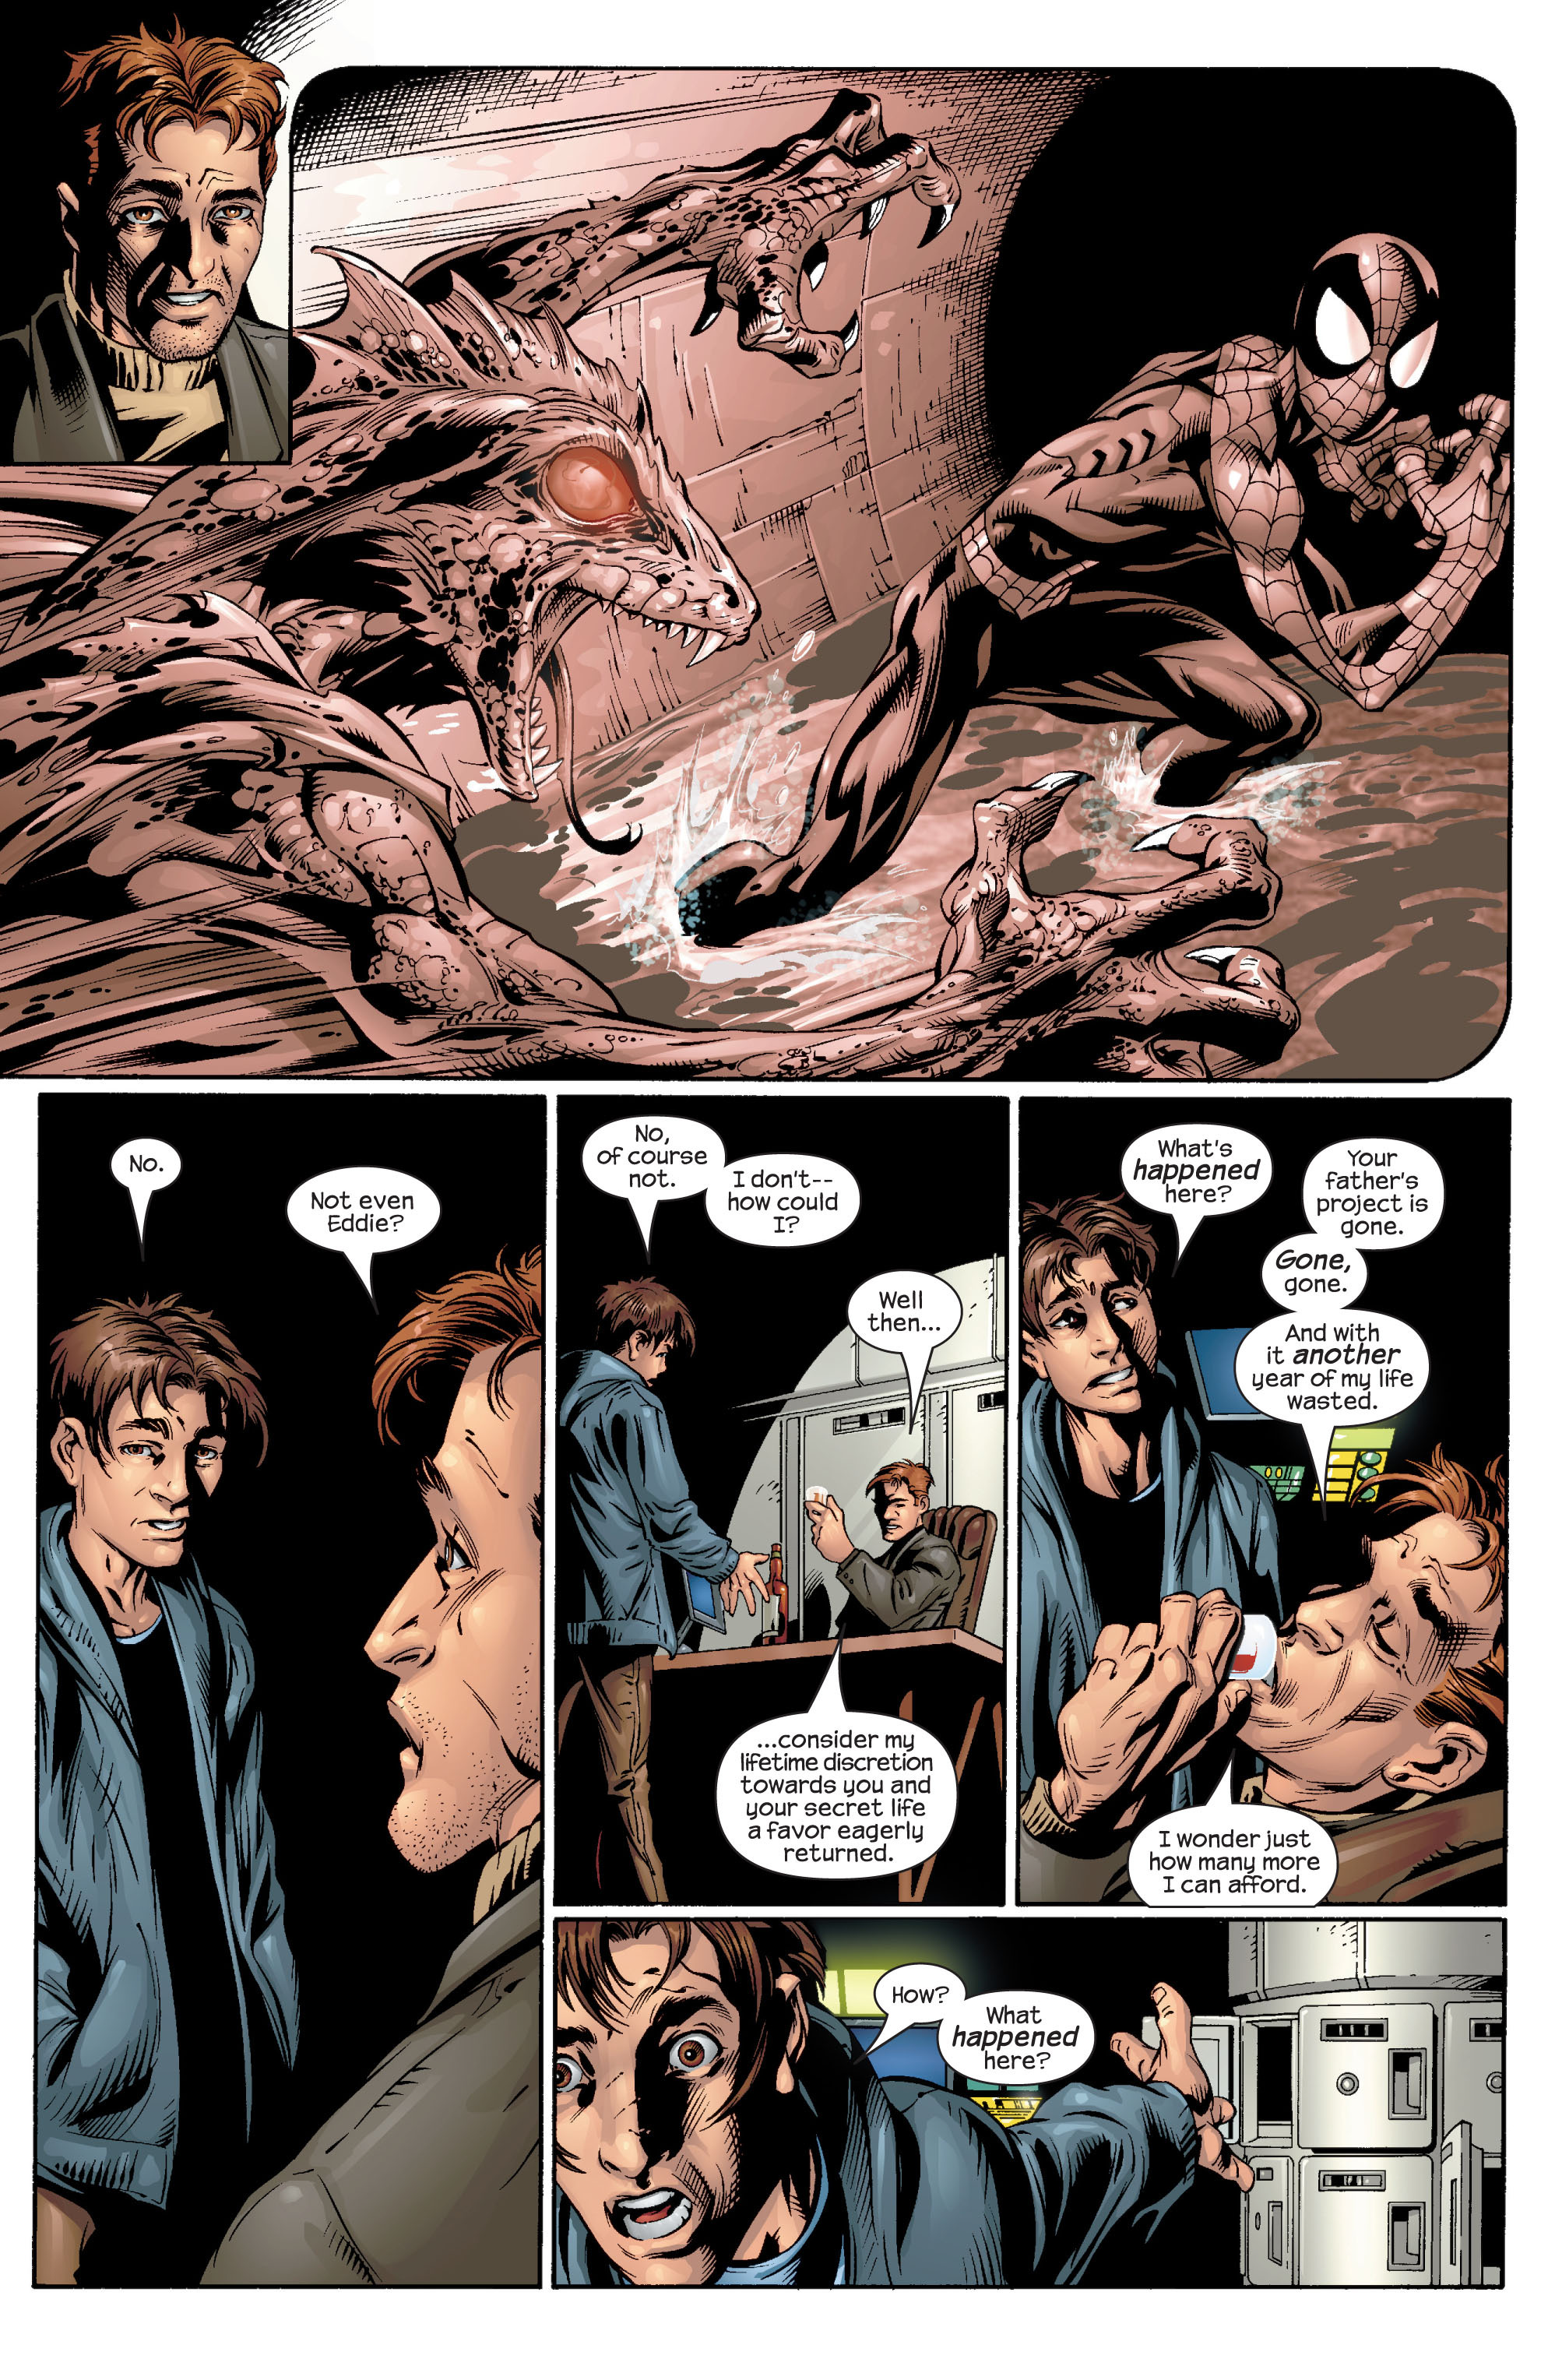 No.
Not even
Eddie?
No,
of course
not.
I don't--
how could
I?
Well
then...
...consider my
lifetime discretion
towards you and
your secret life
a favor eagerly
returned.
What's
happened
here?
Your
father's
project is
gone.
Gone,
gone.
And with
it another
year of my life
wasted.
I wonder just
how many more
I can afford.
How?
What
happened
here?